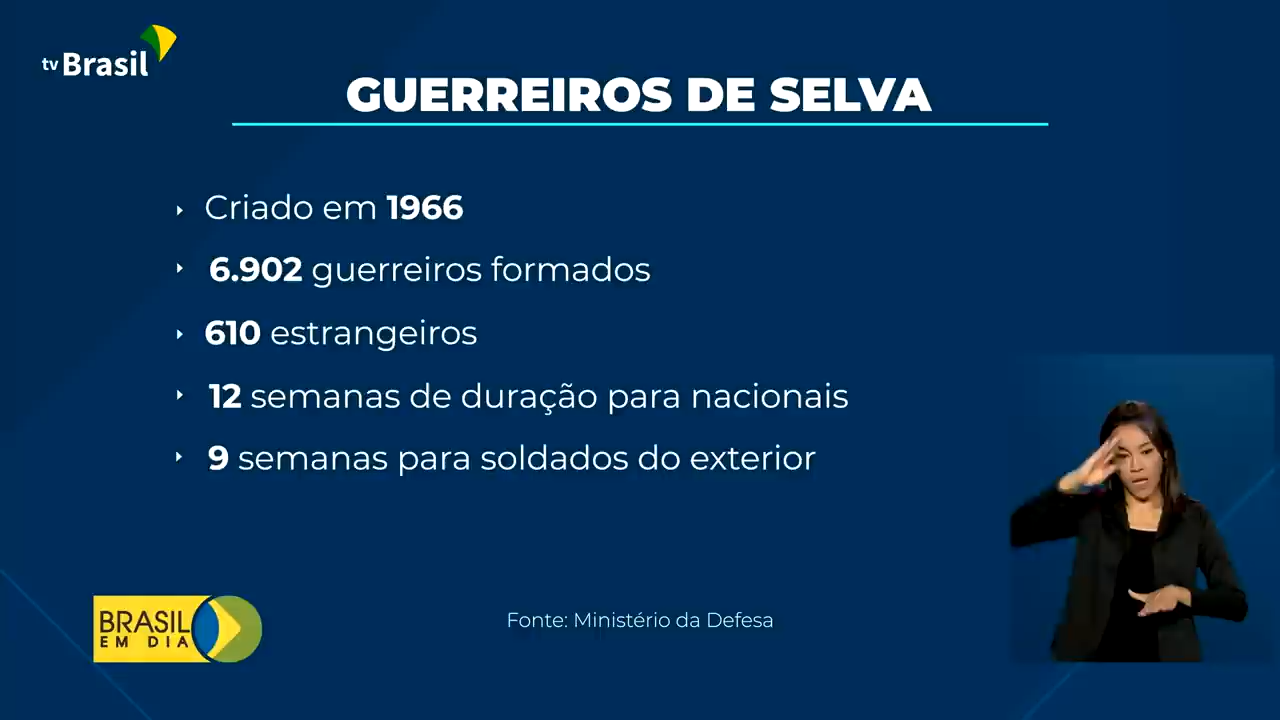 tv Brasil
GUERREIROS DE SELVA
Criado em 1966
6.902 guerreiros formados
610 estrangeiros
12 semanas de duração para nacionais
9 semanas para soldados do exterior
BRASIL
EM DIA
Fonte: Ministério da Defesa